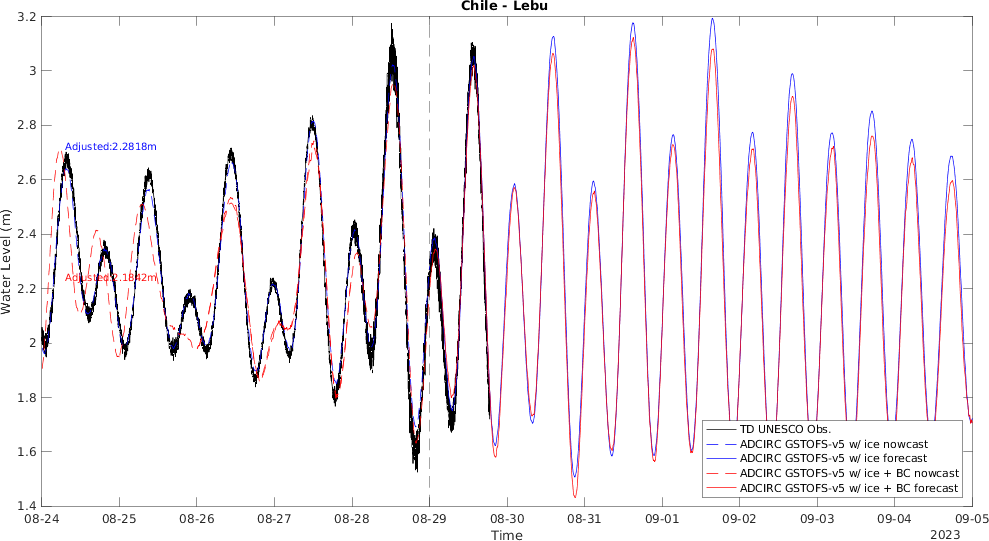 Chile - Lebu
3.2
3
2.8
2.6
2.4
2.2
2
1.8
1.6
1.4
Water Level (m)
Adjusted:2.2818m
Adjusted:2.1842m
TD UNESCO Obs.
ADCIRC GSTOFS-v5 w/ ice nowcast
ADCIRC GSTOFS-v5 w/ ice forecast
ADCIRC GSTOFS-v5 w/ ice + BC nowcast
ADCIRC GSTOFS-v5 w/ ice + BC forecast
08-24 08-25 08-26 08-27 08-28 08-29 08-30 08-31 09-01 09-02 09-03 09-04 09-05
Time
2023